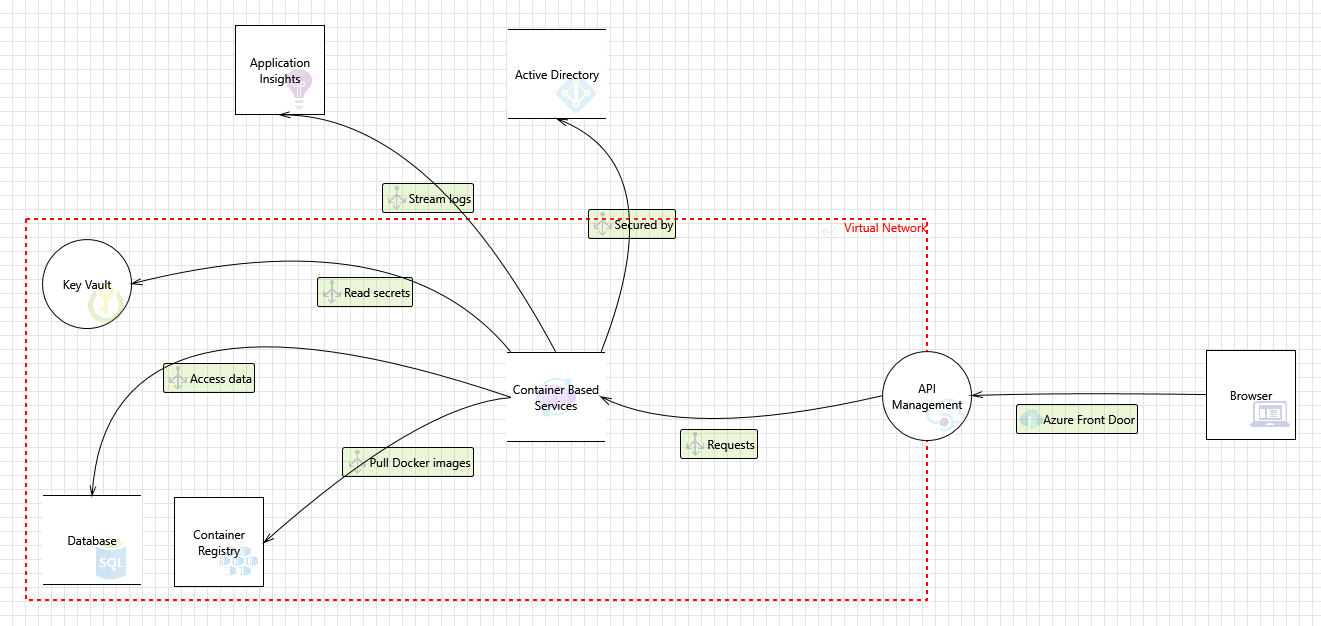 Application
Insights
Active Directory
Stream logs
Secured by
Virtual Network
Key Vault
Read secrets
Access data
Container Based
Services
API
Management
Browser
Azure Front Door
Requests
Pull Docker images
Database
SQL
Container
Registry